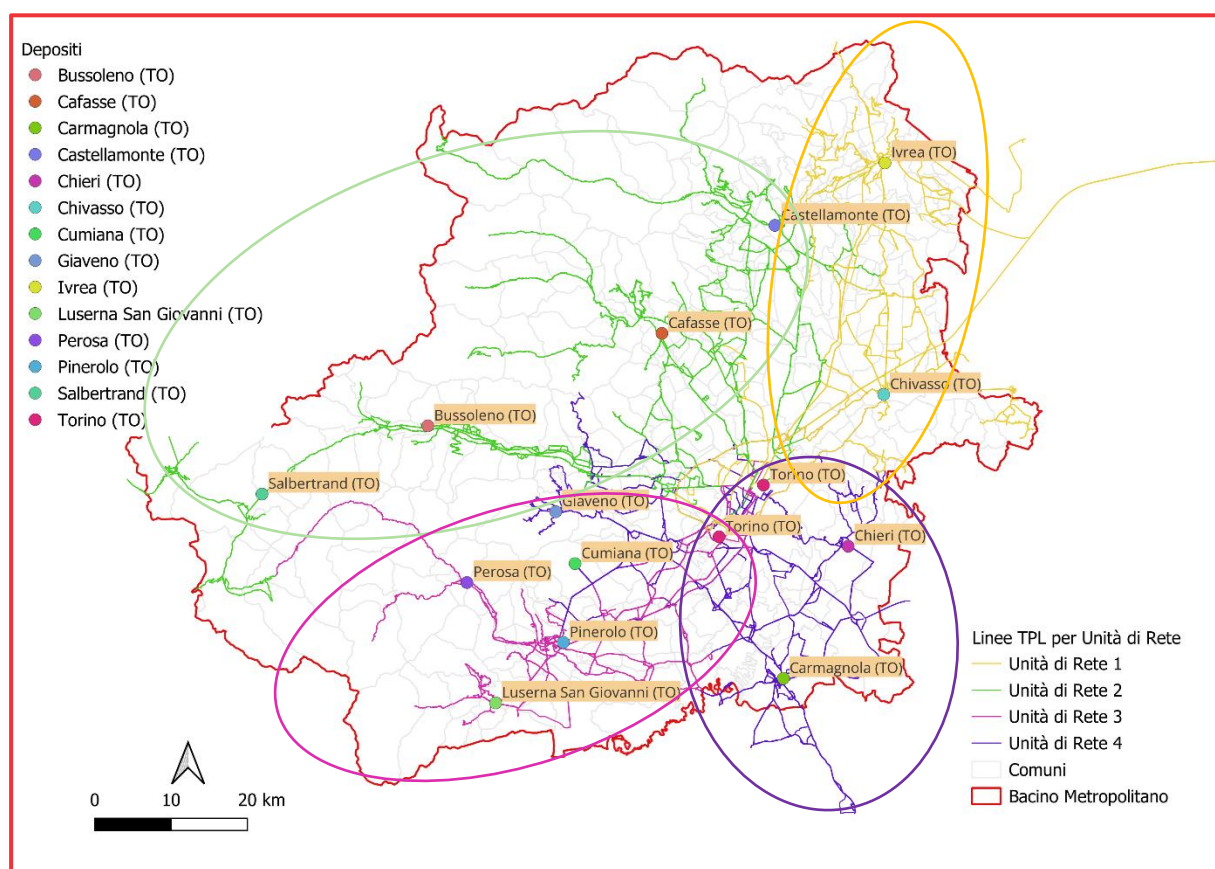 Depositi
Bussoleno (TO)
Cafasse (TO)
Carmagnola (TO)
Castellamonte (TO)
Chieri (TO)
Chivasso (TO)
Cumiana (TO)
Giaveno (TO)
Ivrea (TO)
Luserna San Giovanni (TO)
Perosa (TO)
Pinerolo (TO)
Salbertrand (TO)
Torino (TO)
Ivrea (TO)
Castellamonte (TO)
Cafasse (TO)
Chivasso (TO)
Bussoleno (TO)
Salbertrand (TO)
Torino (TO)
Giaveno (TO)
Torino (TO)
Chieri (TO)
Cumiana (TO)
Perosa (TO)
Pinerolo (TO)
Carmagnola (TO)
Luserna San Giovanni (TO)
Linee TPL per Unità di Rete
Unità di Rete 1
Unità di Rete 2
Unità di Rete 3
Unità di Rete 4
Comuni
Bacino Metropolitano
0 10 20 km